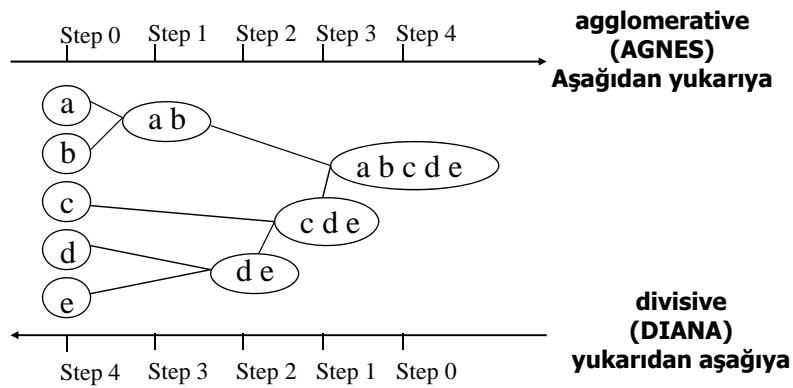 Step 0 Step 1 Step 2 Step 3 Step 4
agglomerative
(AGNES)
Aşağıdan yukarıya
a
a b
b
a b c d e
c
c d e
d
d e
e
divisive
(DIANA)
yukarıdan aşağıya
Step 4 Step 3 Step 2 Step 1 Step 0